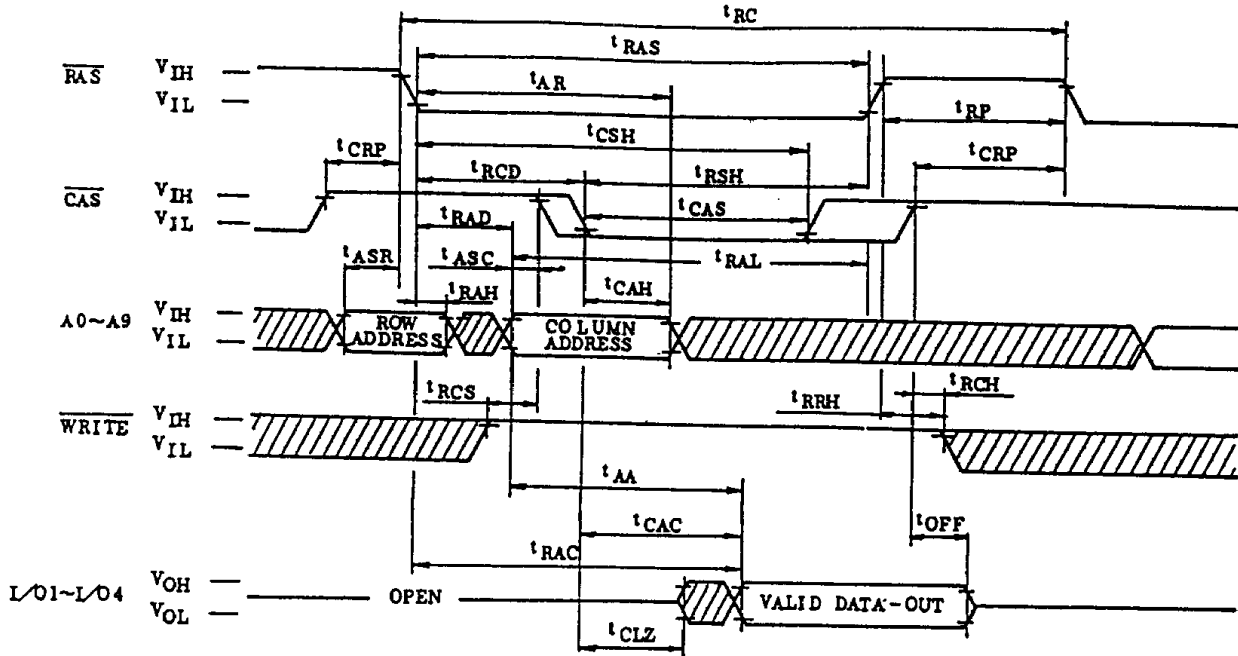 tRC
tRAS
RAS VIH
VIL
tAR
tRP
tCSH
tCRP
tCRP
tRCD
tRSH
CAS VIH
VIL
tCAS
tRAD
tASR
tASC
tRAL
tRAH
tCAH
A0~A9 VIH
VIL
ROW ADDRESS
COLUMN ADDRESS
tRCS
tRCH
tRRH
WRITE VIH
VIL
tAA
tCAC
tOFF
tRAC
I/O1~I/O4 VOH
VOL
OPEN
VALID DATA-OUT
tCLZ